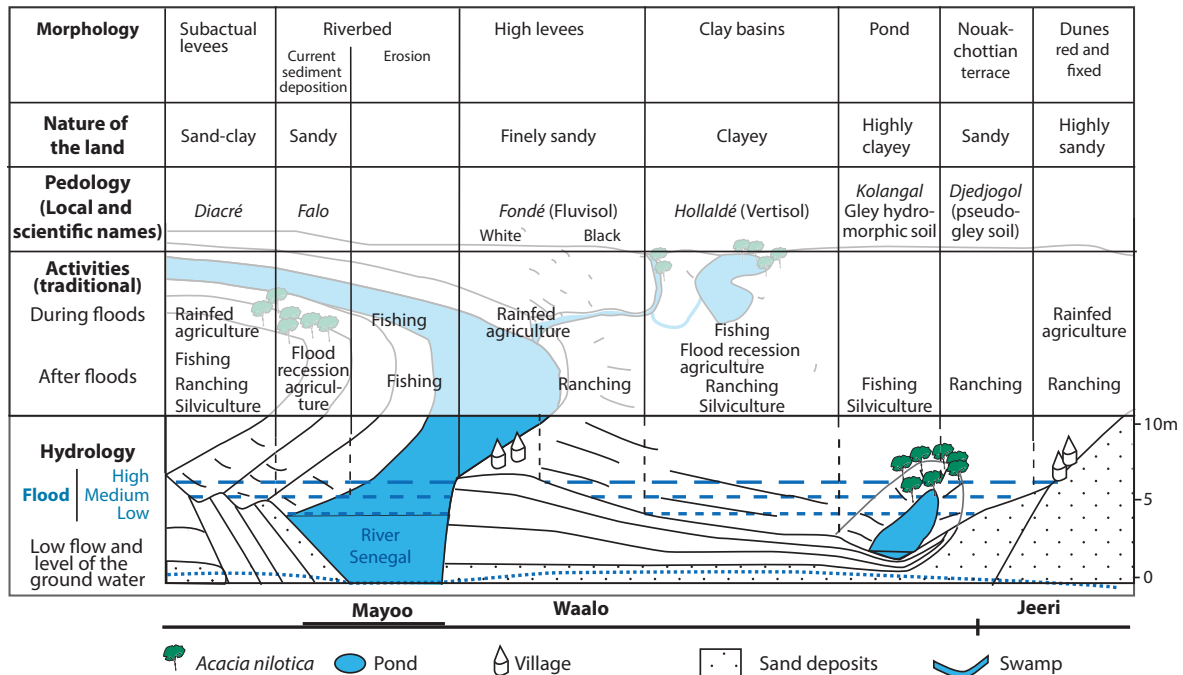 Morphology
Subactual
levees
Riverbed
Current
sediment
deposition
Erosion
High levees
Clay basins
Pond
Nouak-
chottian
terrace
Dunes
red and
fixed
Nature of
the land
Sand-clay
Sandy
Finely sandy
Clayey
Highly
clayey
Sandy
Highly
sandy
Pedology
(Local and
scientific names)
Diacré
Falo
Fondé (Fluvisol)
White
Black
Hollaldé (Vertisol)
Kolangal
Gley hydro-
morphic soil
Djedjogol
(pseudo-
gley soil)
Activities
(traditional)
During floods
After floods
Rainfed
agriculture
Fishing
Ranching
Silviculture
Flood
recession
agricul-
ture
Fishing
Fishing
Rainfed
agriculture
Ranching
Fishing
Flood recession
agriculture
Ranching
Silviculture
Fishing
Silviculture
Ranching
Rainfed
agriculture
Ranching
Hydrology
Flood
High
Medium
Low
Low flow and
level of the
ground water
River
Senegal
10m
5
0
Mayoo
Waalo
Jeeri
Acacia nilotica
Pond
Village
Sand deposits
Swamp